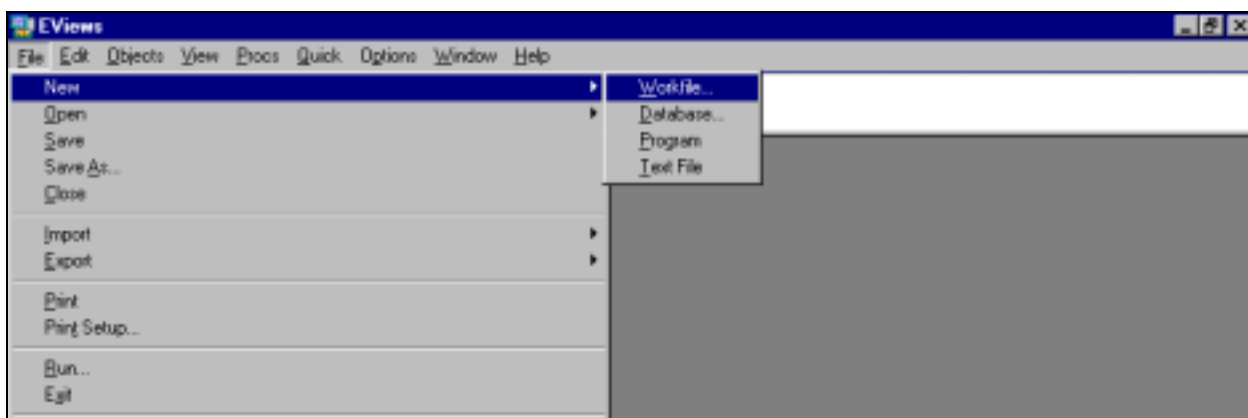 EViews
File Edit Objects View Procs Quick Options Window Help
New
Open
Save
Save As...
Close
Import
Export
Print
Print Setup...
Run...
Exit
Workfile...
Database...
Program
Text File